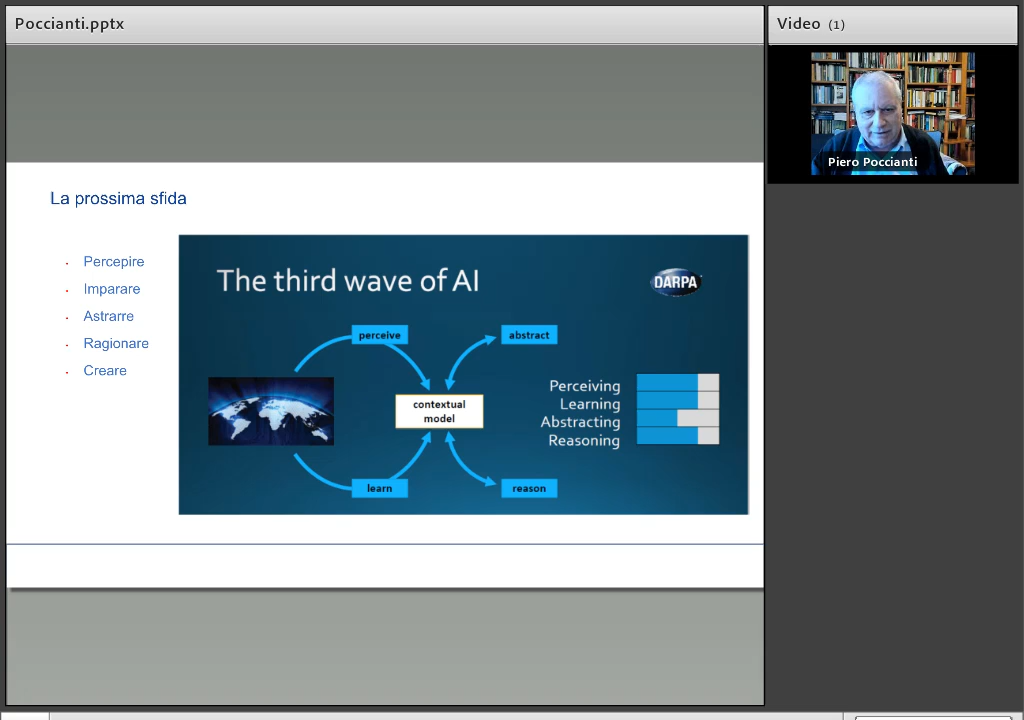 Poccianti.pptx
Video (1)
Piero Poccianti
La prossima sfida
Percepire
Imparare
Astrarre
Ragionare
Creare
The third wave of AI
DARPA
perceive
abstract
contextual
model
learn
reason
Perceiving
Learning
Abstracting
Reasoning